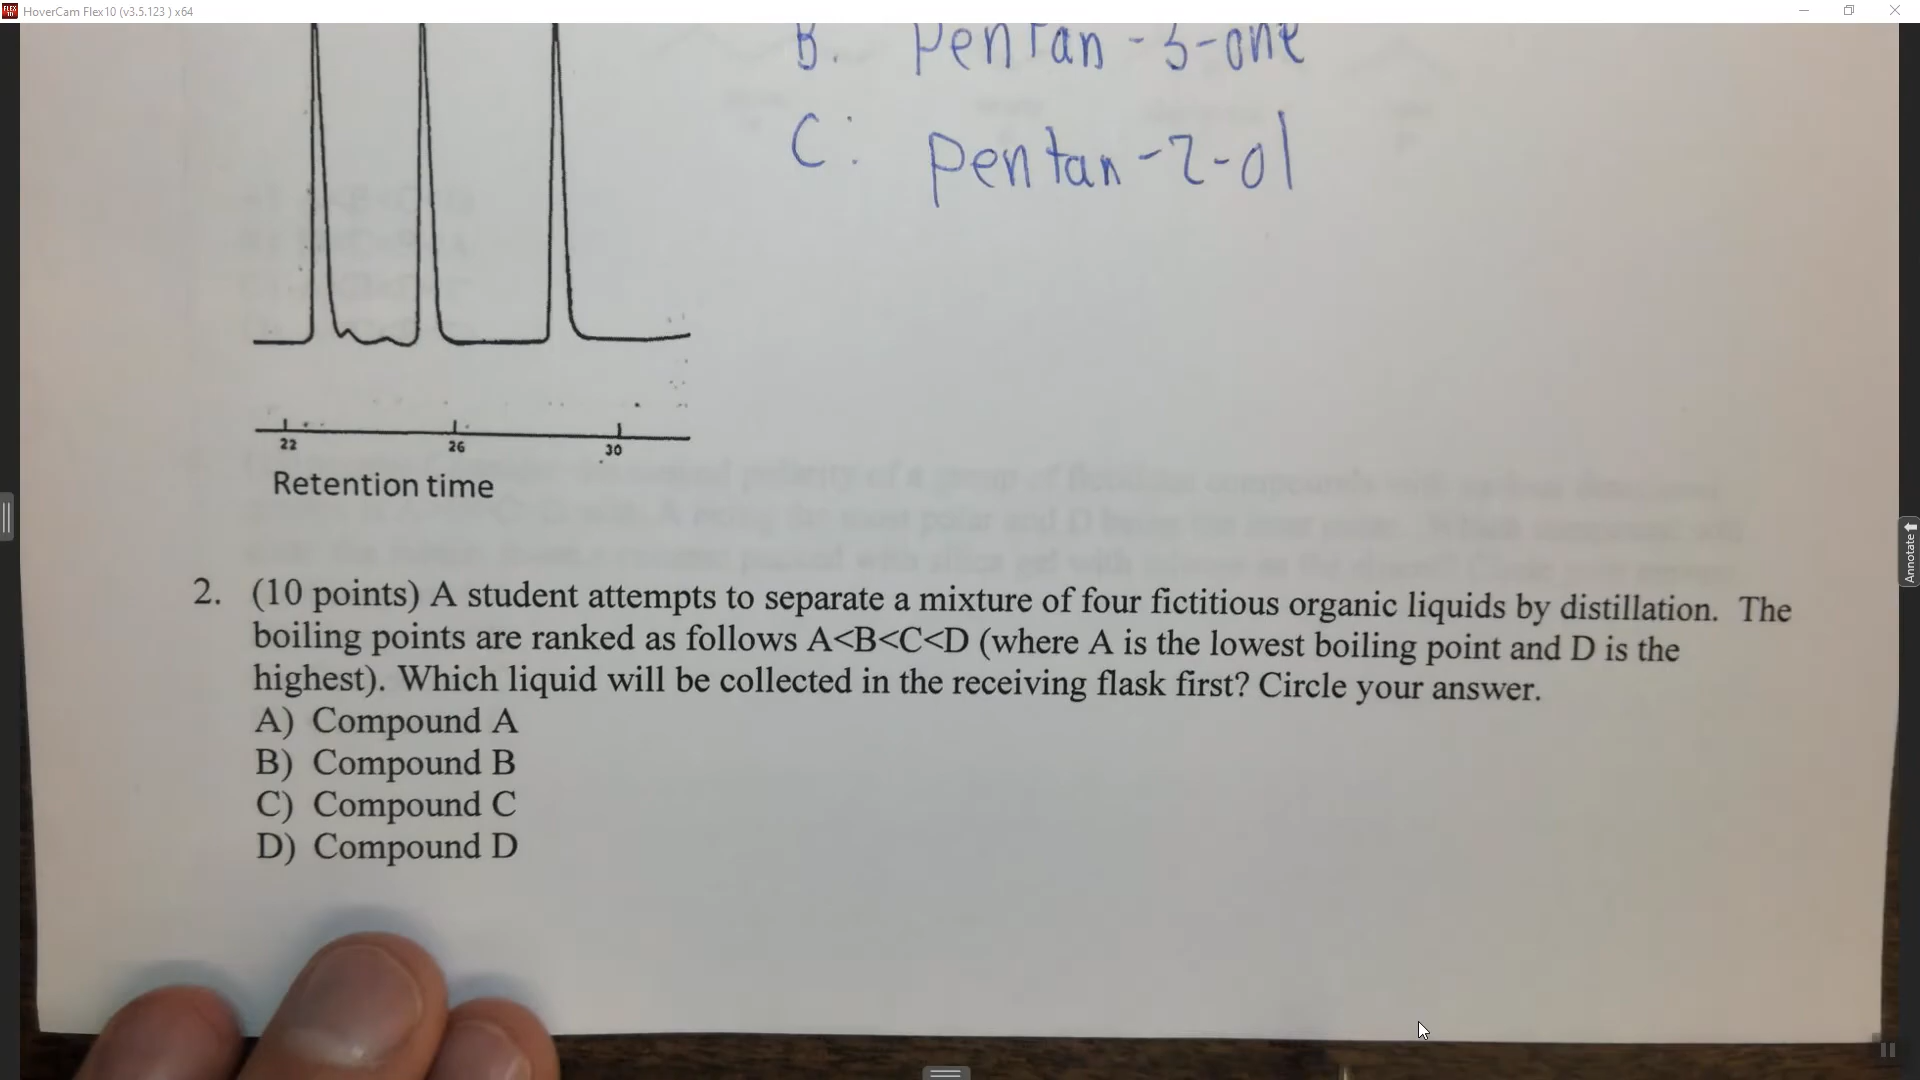 HoverCam Flex10 (v3.5.123 ) x64
B. Pentan-3-one
C: Pentan-2-ol
22 26 30
Retention time
2. (10 points) A student attempts to separate a mixture of four fictitious organic liquids by distillation. The
boiling points are ranked as follows A<B<C<D (where A is the lowest boiling point and D is the
highest). Which liquid will be collected in the receiving flask first? Circle your answer.
A) Compound A
B) Compound B
C) Compound C
D) Compound D
Annotate